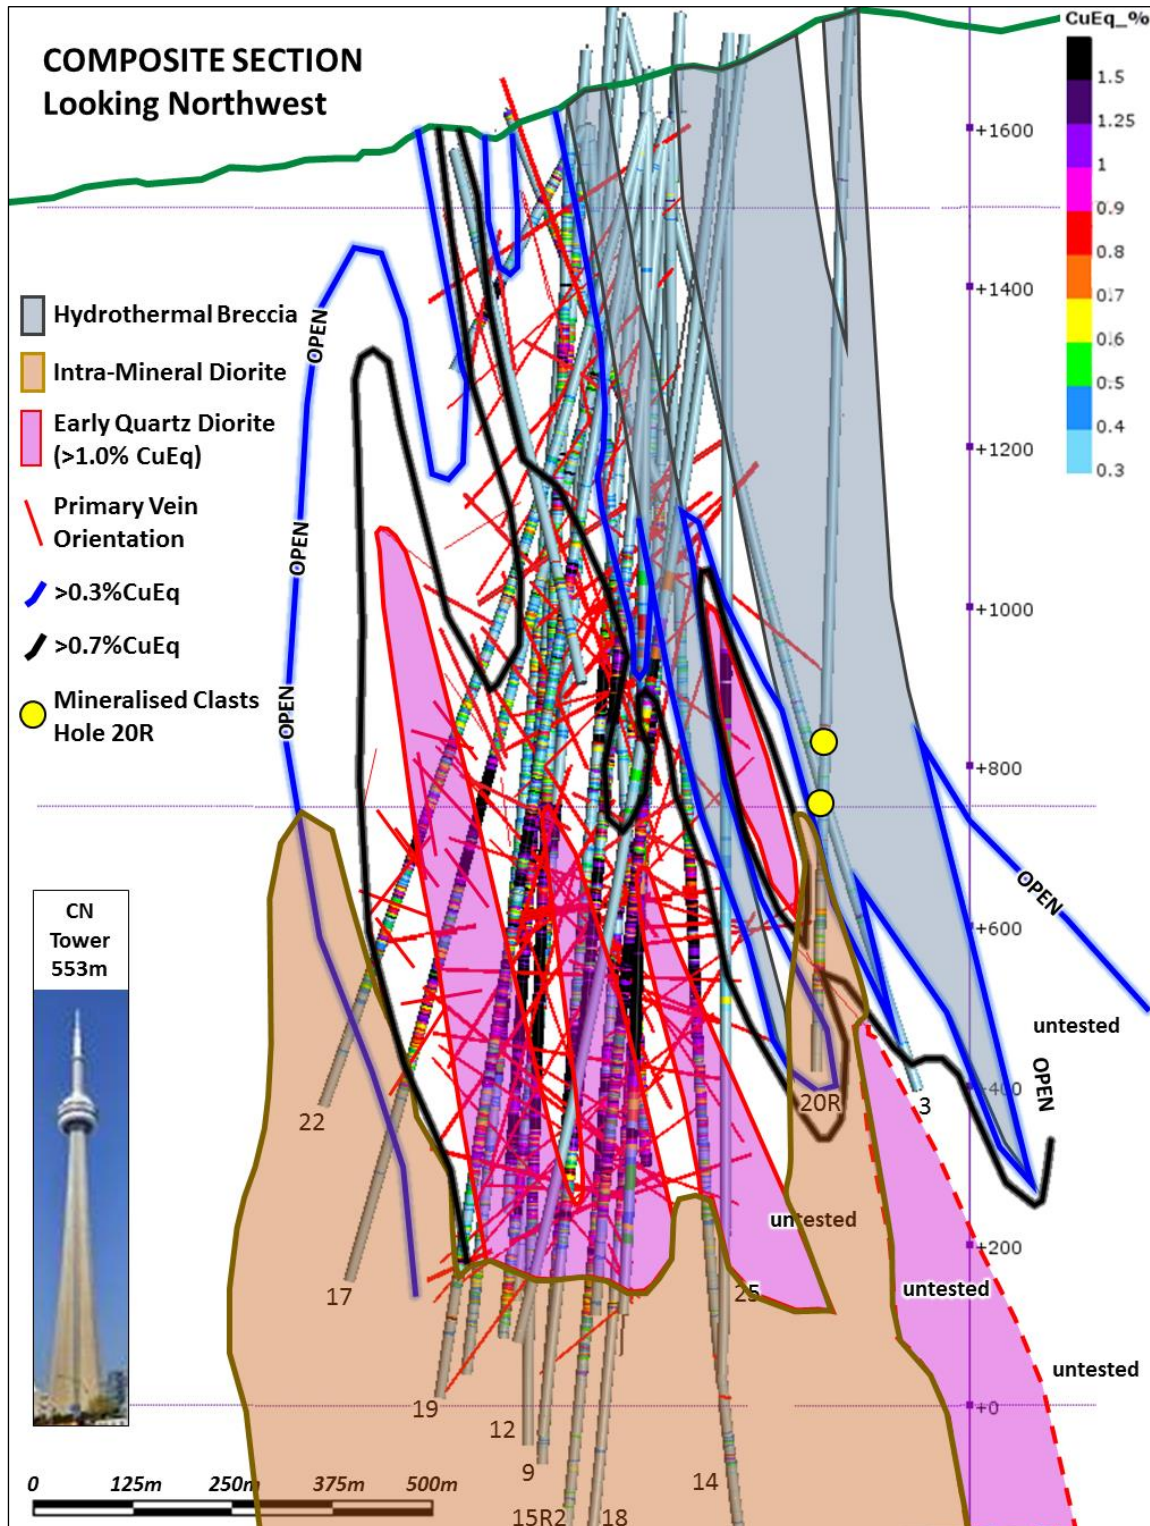 COMPOSITE SECTION
Looking Northwest
CuEq_%
1.5
1.25
1
0.9
0.8
0.7
0.6
0.5
0.4
0.3
+1600
+1400
+1200
+1000
+800
+600
+400
+200
+0
Hydrothermal Breccia
Intra-Mineral Diorite
Early Quartz Diorite
(>1.0% CuEq)
Primary Vein
Orientation
>0.3%CuEq
>0.7%CuEq
Mineralised Clasts
Hole 20R
OPEN
OPEN
OPEN
OPEN
OPEN
untested
untested
untested
untested
CN
Tower
553m
22
17
19
12
9
15R2
18
14
25
20R
3
0 125m 250m 375m 500m